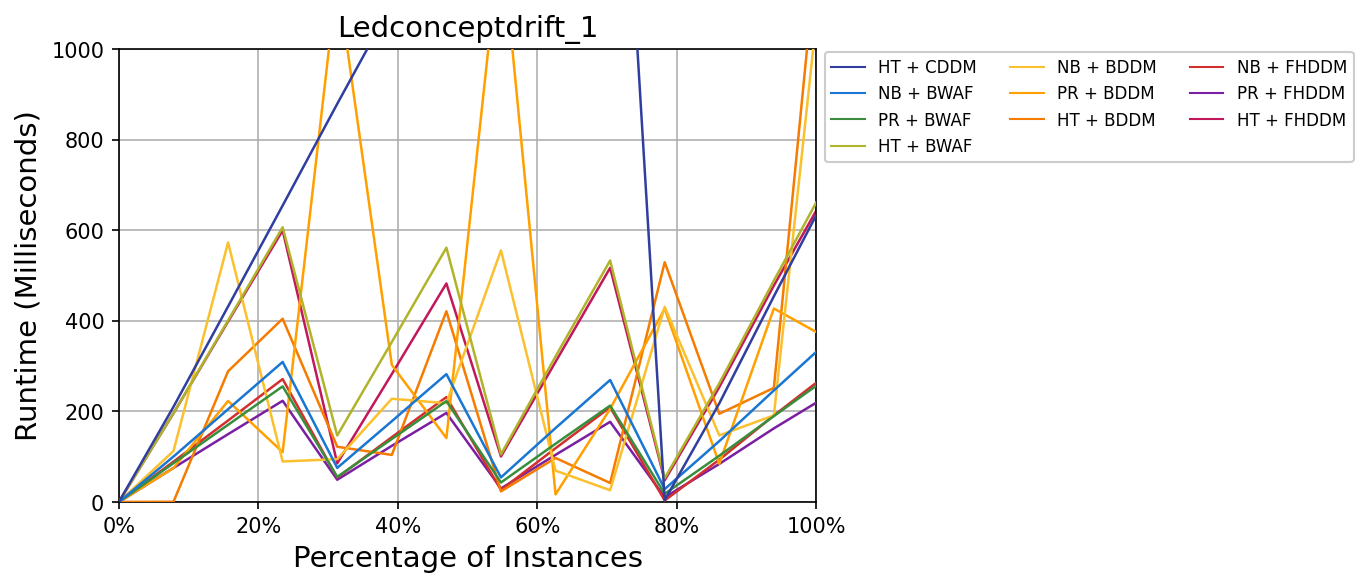 Ledconceptdrift_1
1000
800
600
400
200
0
Runtime (Milliseconds)
0% 20% 40% 60% 80% 100%
Percentage of Instances
HT + CDDM NB + BDDM NB + FHDDM
NB + BWAF PR + BDDM PR + FHDDM
PR + BWAF HT + BDDM HT + FHDDM
HT + BWAF